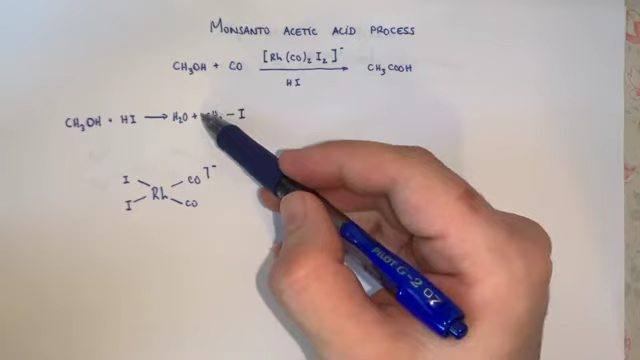 MONSANTO ACETIC ACID PROCESS
[Rh(CO)₂I₂]⁻
CH₃OH + CO ⟶ CH₃COOH
HI
CH₃OH + HI ⟶ H₂O + – I
I CO ⁻
Rh
I CO
PILOT G-2 07